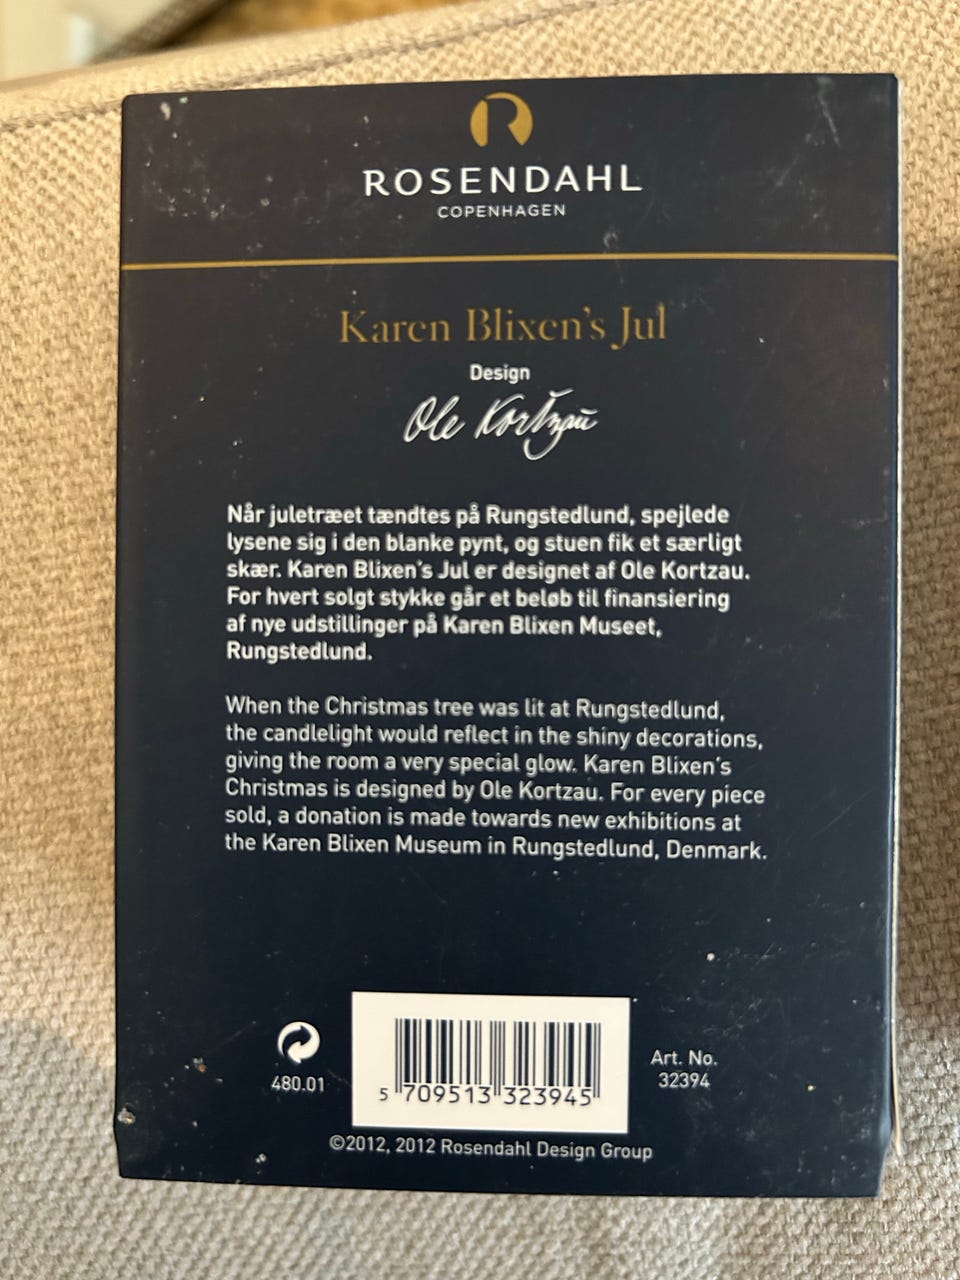 R
ROSENDAHL
COPENHAGEN
Karen Blixen's Jul
Design
Ole Kortzau
Når juletræet tændtes på Rungstedlund, spejlede
lysene sig i den blanke pynt, og stuen fik et særligt
skær. Karen Blixen's Jul er designet af Ole Kortzau.
For hvert solgt stykke går et beløb til finansiering
af nye udstillinger på Karen Blixen Museet,
Rungstedlund.
When the Christmas tree was lit at Rungstedlund,
the candlelight would reflect in the shiny decorations,
giving the room a very special glow. Karen Blixen's
Christmas is designed by Ole Kortzau. For every piece
sold, a donation is made towards new exhibitions at
the Karen Blixen Museum in Rungstedlund, Denmark.
480.01
5 709513 323945
Art. No.
32394
©2012, 2012 Rosendahl Design Group